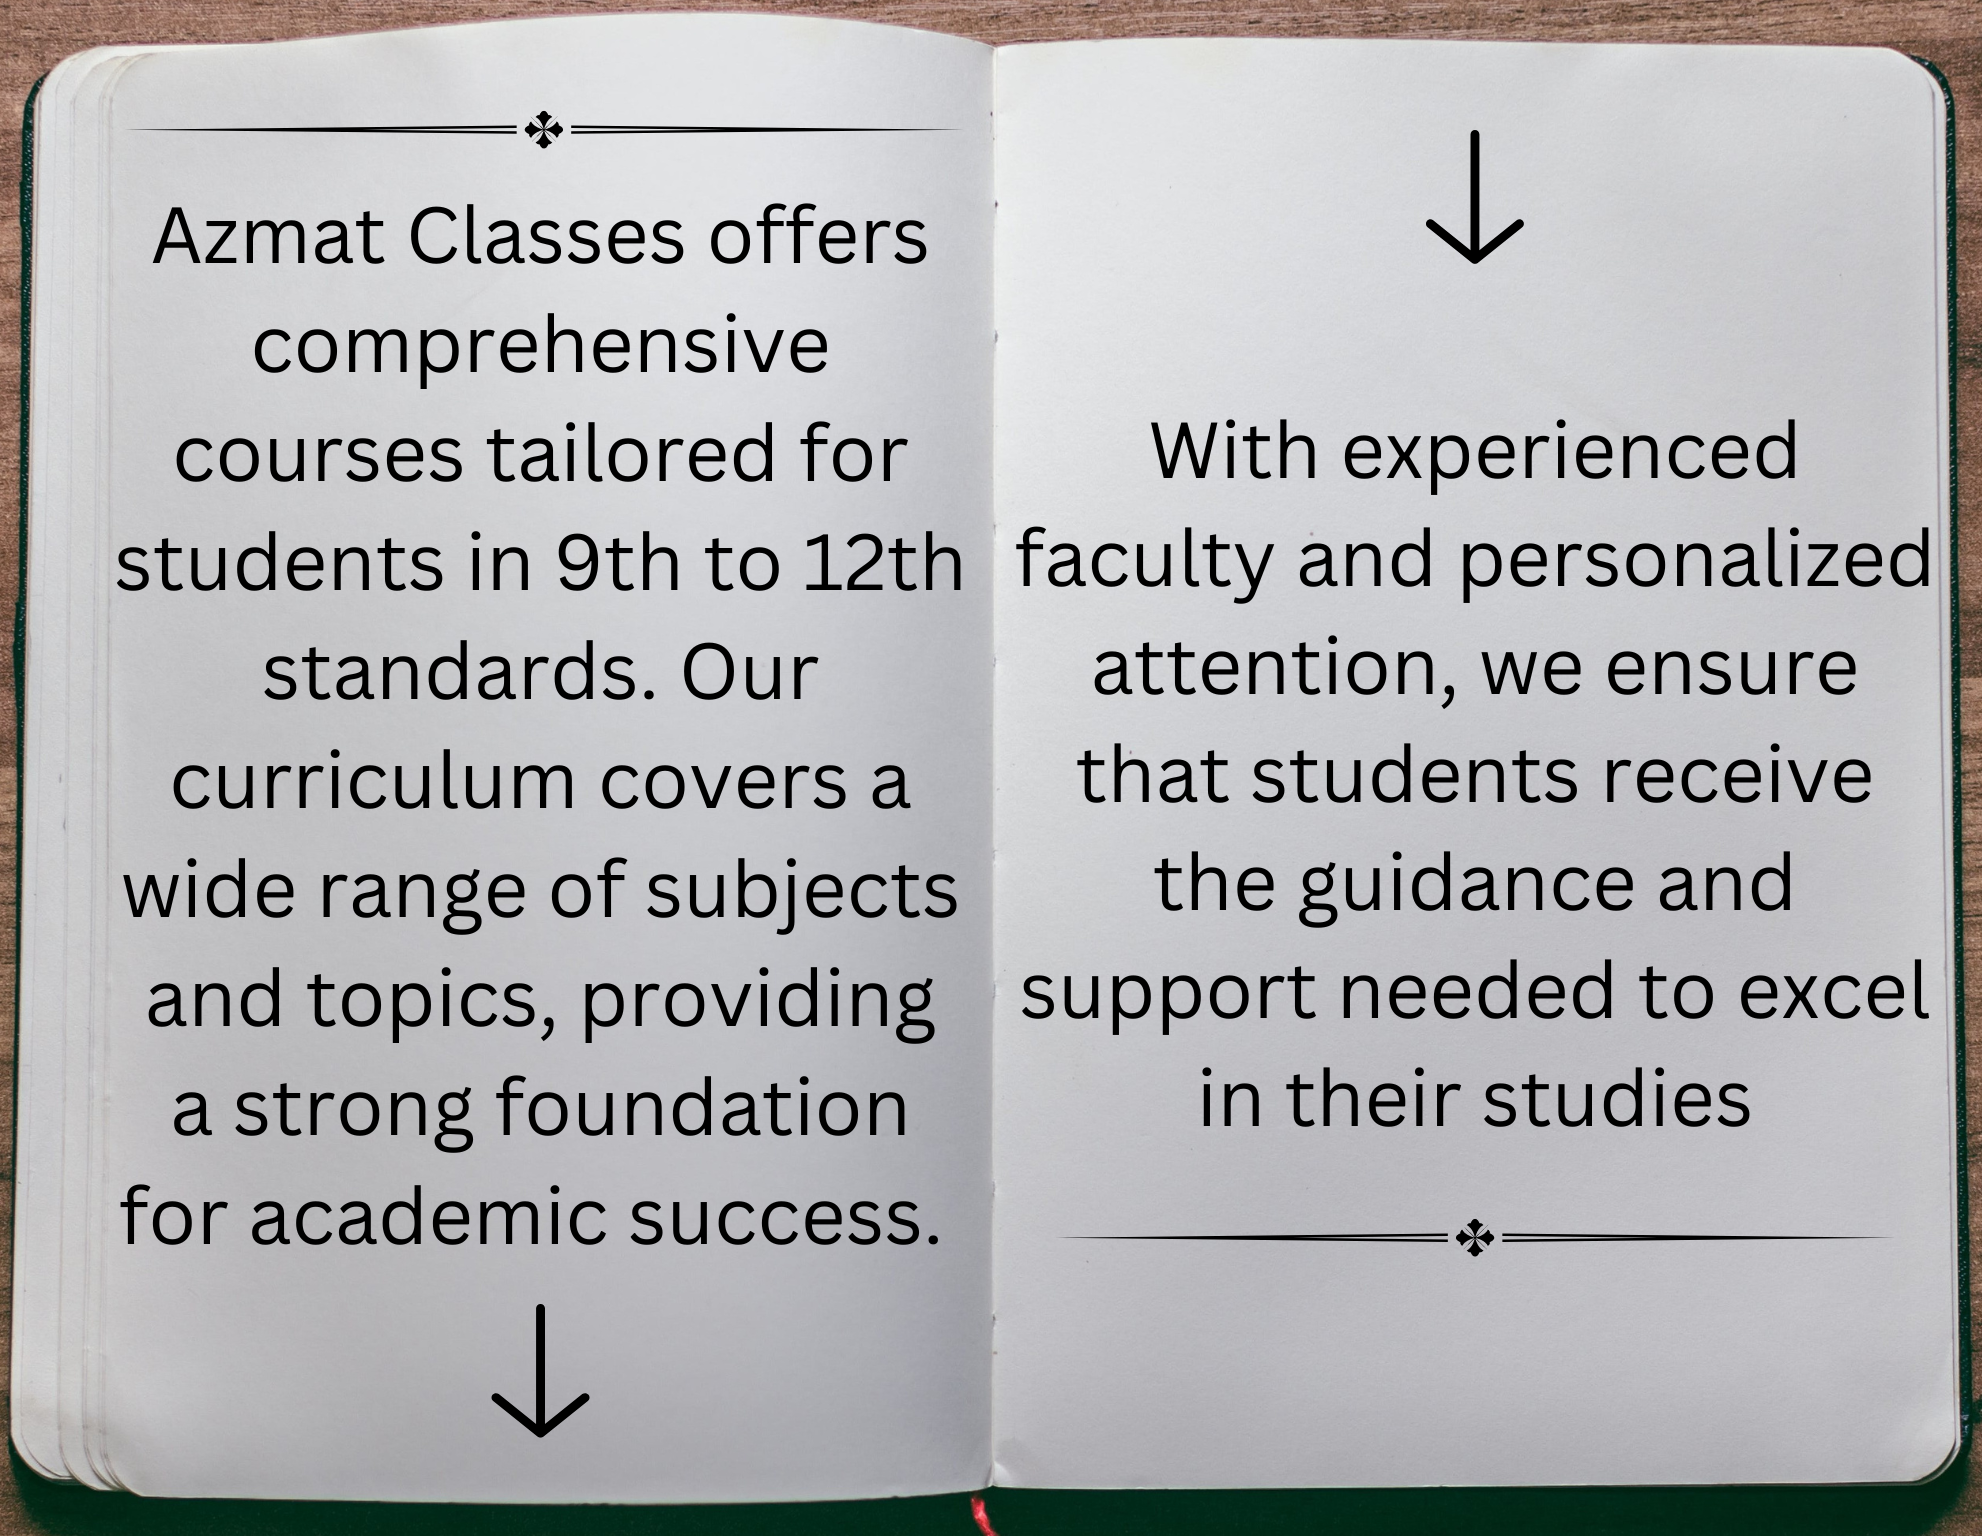 Azmat Classes offers
comprehensive
courses tailored for
students in 9th to 12th
standards. Our
curriculum covers a
wide range of subjects
and topics, providing
a strong foundation
for academic success.
With experienced
faculty and personalized
attention, we ensure
that students receive
the guidance and
support needed to excel
in their studies